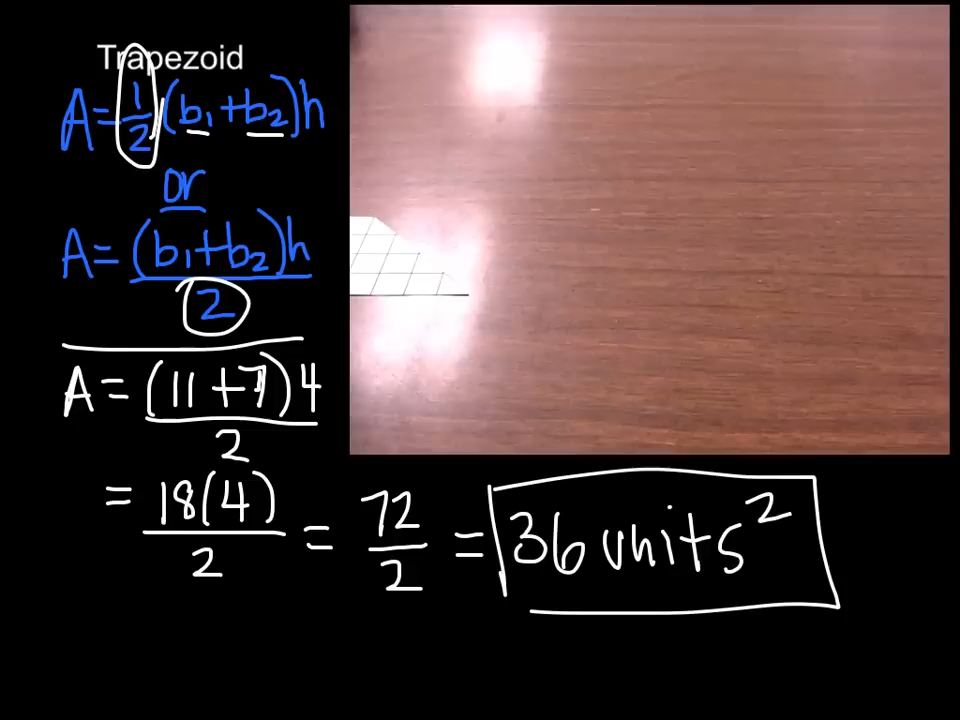 Trapezoid
A = 1/2 (b₁ + b₂)h
or
A = (b₁ + b₂)h / 2
A = (11 + 7)4 / 2
= 18(4) / 2 = 72 / 2 = 36 units²